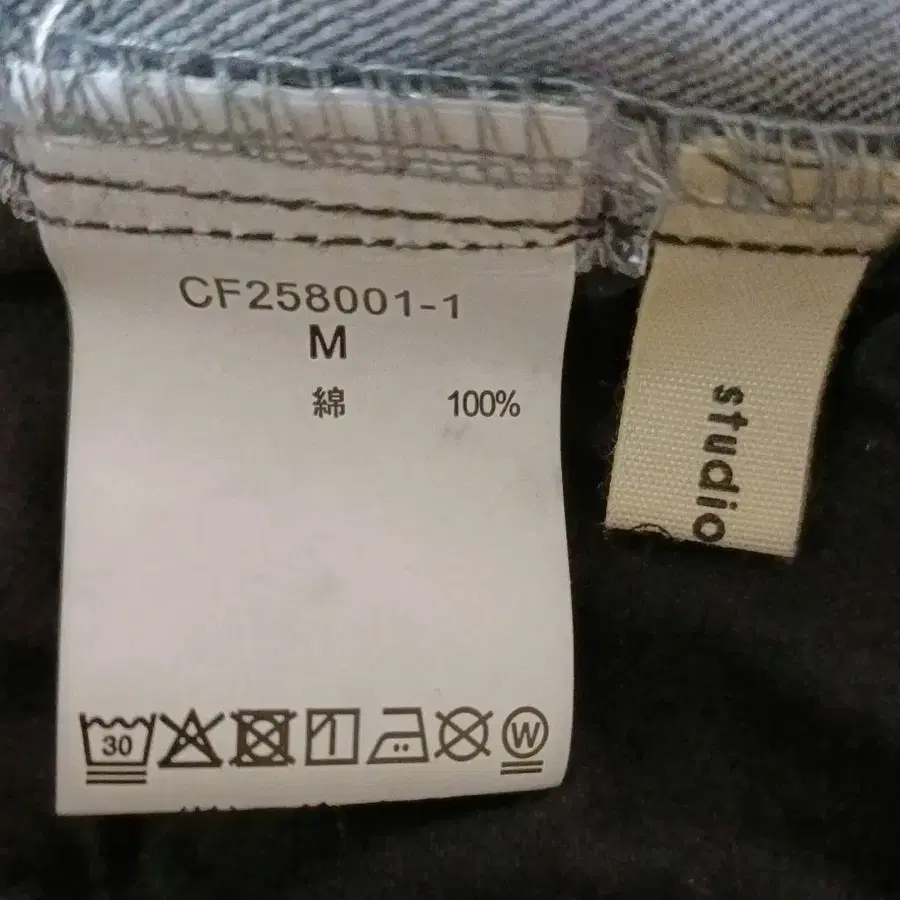 CF258001-1
M
綿 100%
30
W
studio